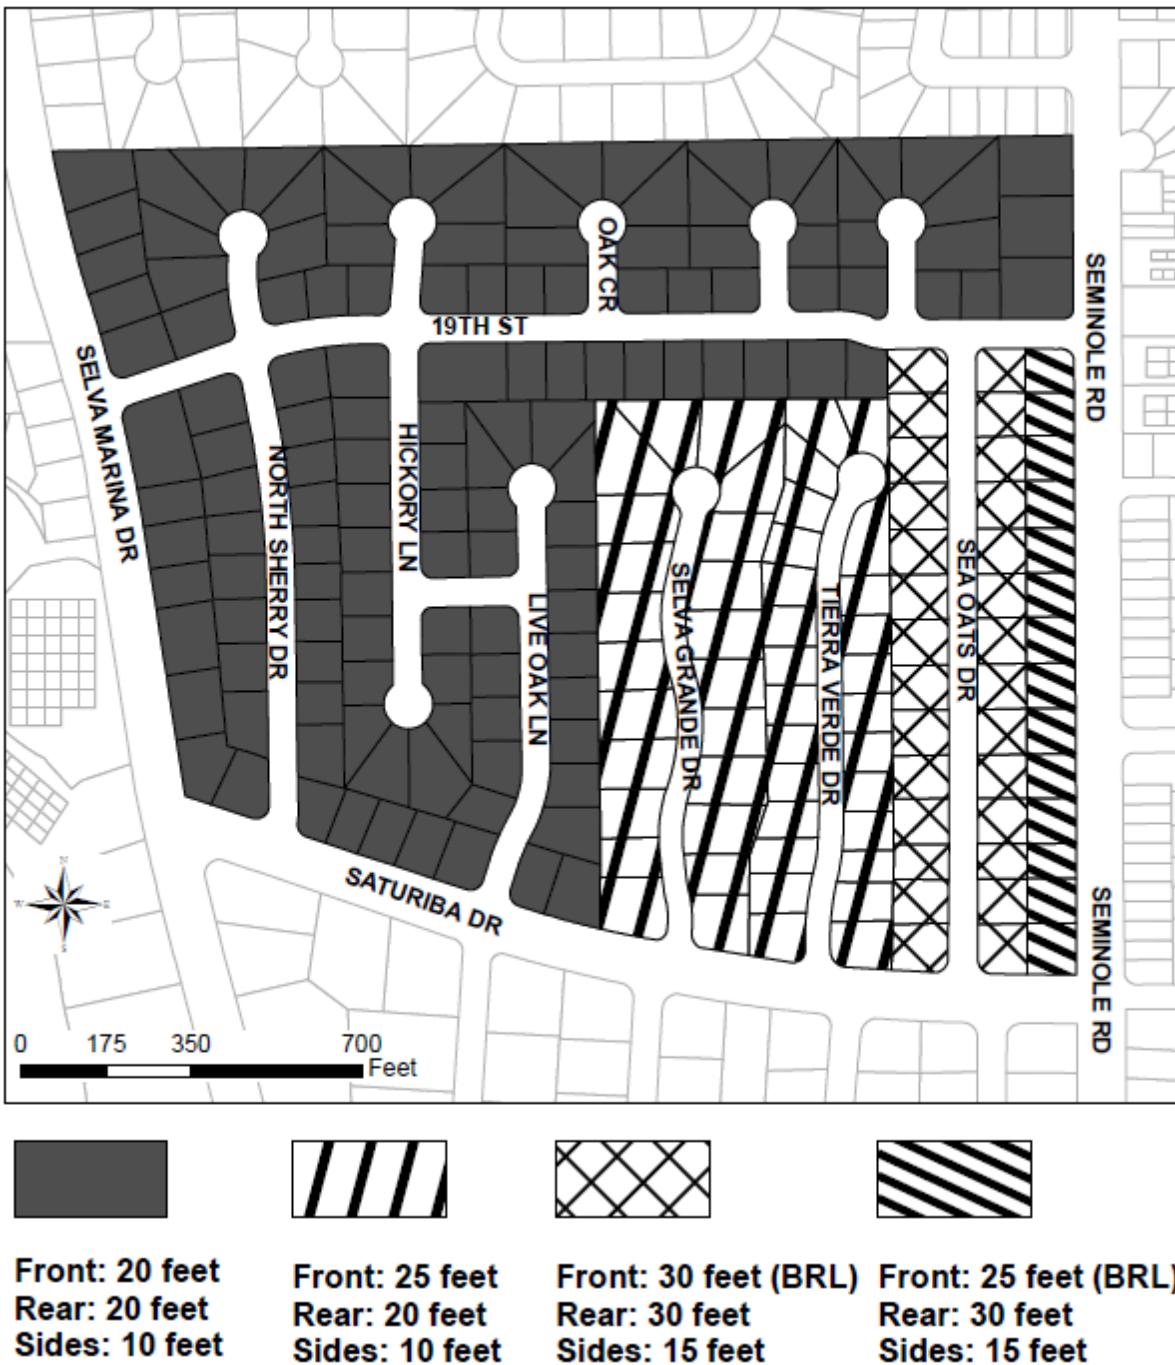 OAK CR
SEMINOLE RD
19TH ST
SELVA MARINA DR
NORTH SHERRY DR
HICKORY LN
LIVE OAK LN
SELVA GRANDE DR
TIERRA VERDE DR
SEA OATS DR
SATURIBA DR
SEMINOLE RD
N
W E
S
0 175 350 700
Feet
Front: 20 feet
Rear: 20 feet
Sides: 10 feet
Front: 25 feet
Rear: 20 feet
Sides: 10 feet
Front: 30 feet (BRL)
Rear: 30 feet
Sides: 15 feet
Front: 25 feet (BRL)
Rear: 30 feet
Sides: 15 feet